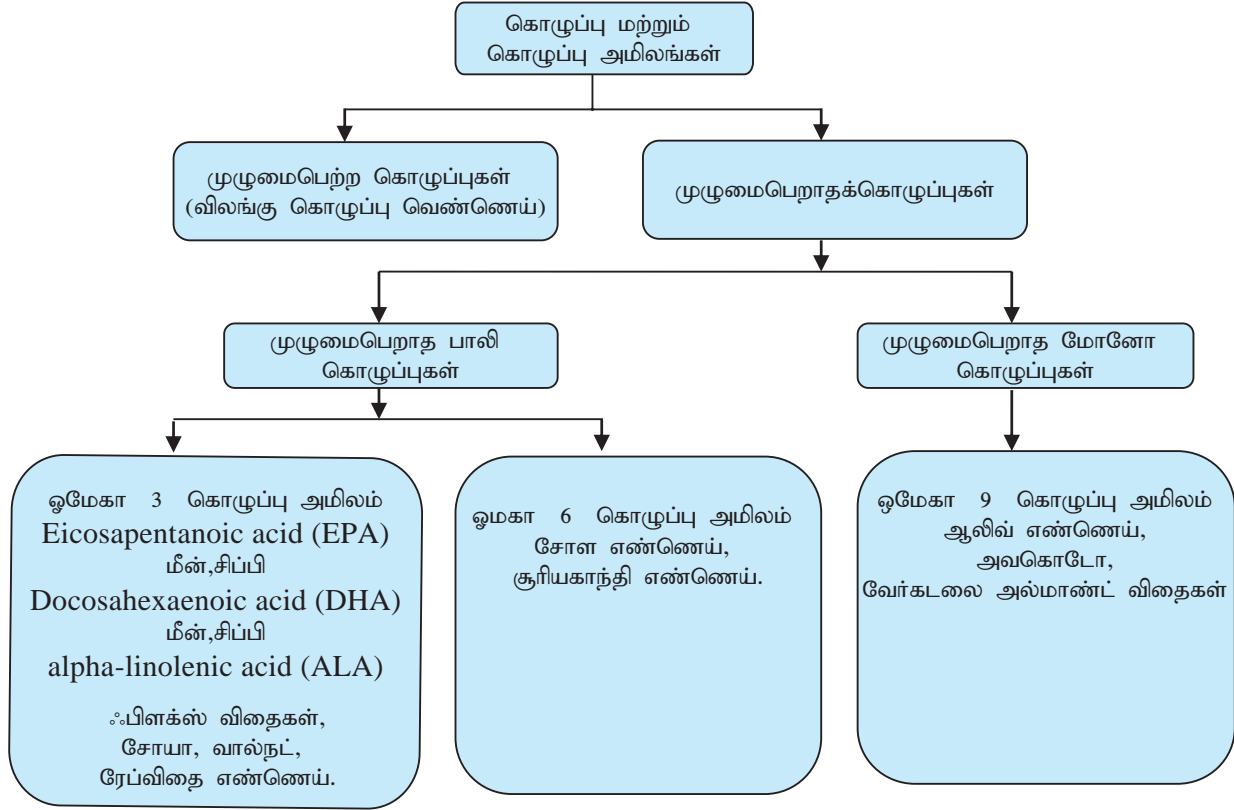 கொழுப்பு மற்றும்
கொழுப்பு அமிலங்கள்
முழுமைபெற்ற கொழுப்புகள்
(விலங்கு கொழுப்பு வெண்ணெய்)
முழுமைபெறாதக்கொழுப்புகள்
முழுமைபெறாத பாலி
கொழுப்புகள்
முழுமைபெறாத மோனோ
கொழுப்புகள்
ஓமேகா 3 கொழுப்பு அமிலம்
Eicosapentanoic acid (EPA)
மீன்,சிப்பி
Docosahexaenoic acid (DHA)
மீன்,சிப்பி
alpha-linolenic acid (ALA)
ஃபிளக்ஸ் விதைகள்,
சோயா, வால்நட்,
ரேப்விதை எண்ணெய்.
ஓமகா 6 கொழுப்பு அமிலம்
சோள எண்ணெய்,
சூரியகாந்தி எண்ணெய்.
ஒமேகா 9 கொழுப்பு அமிலம்
ஆலிவ் எண்ணெய்,
அவகொடோ,
வேர்கடலை அல்மாண்ட் விதைகள்